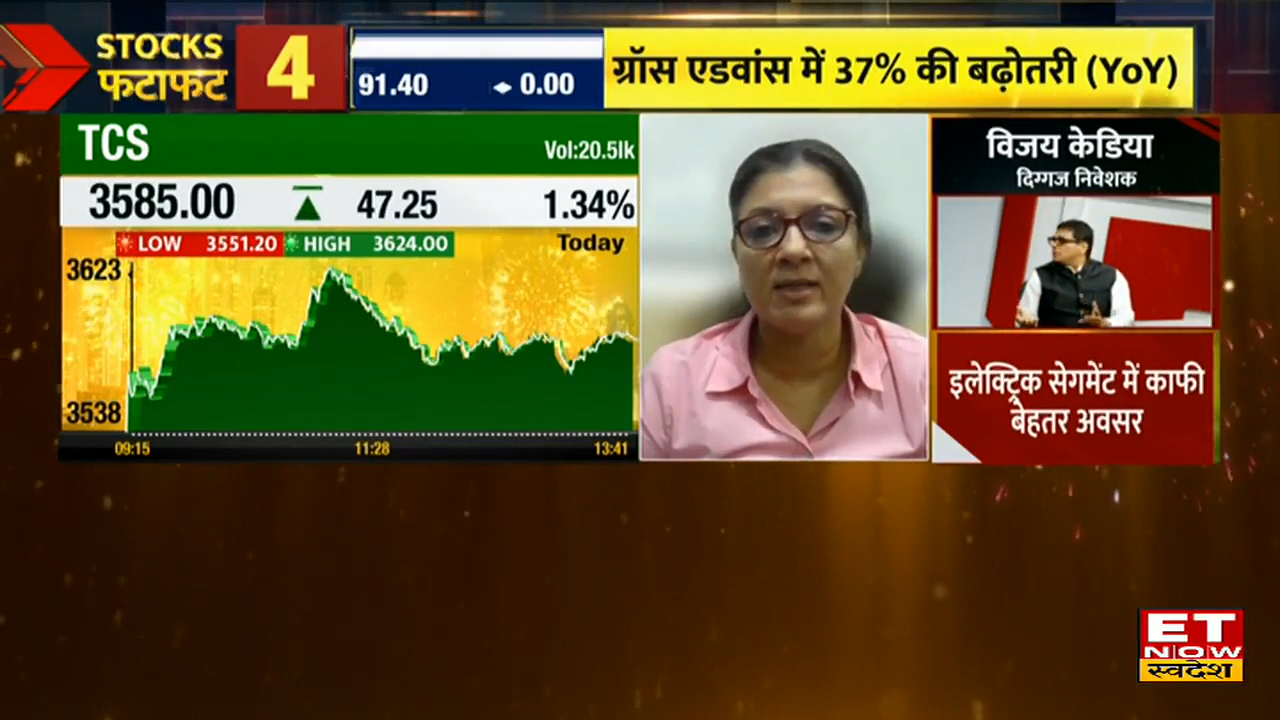 STOCKS
फटाफट
4
91.40 0.00
ग्रॉस एडवांस में 37% की बढ़ोतरी (YoY)
TCS
Vol:20.5lk
3585.00 47.25 1.34%
LOW 3551.20 HIGH 3624.00 Today
3623
3538
09:15 11:28 13:41
विजय केडिया
दिग्गज निवेशक
इलेक्ट्रिक सेगमेंट में काफी
बेहतर अवसर
ET
NOW
स्वदेश